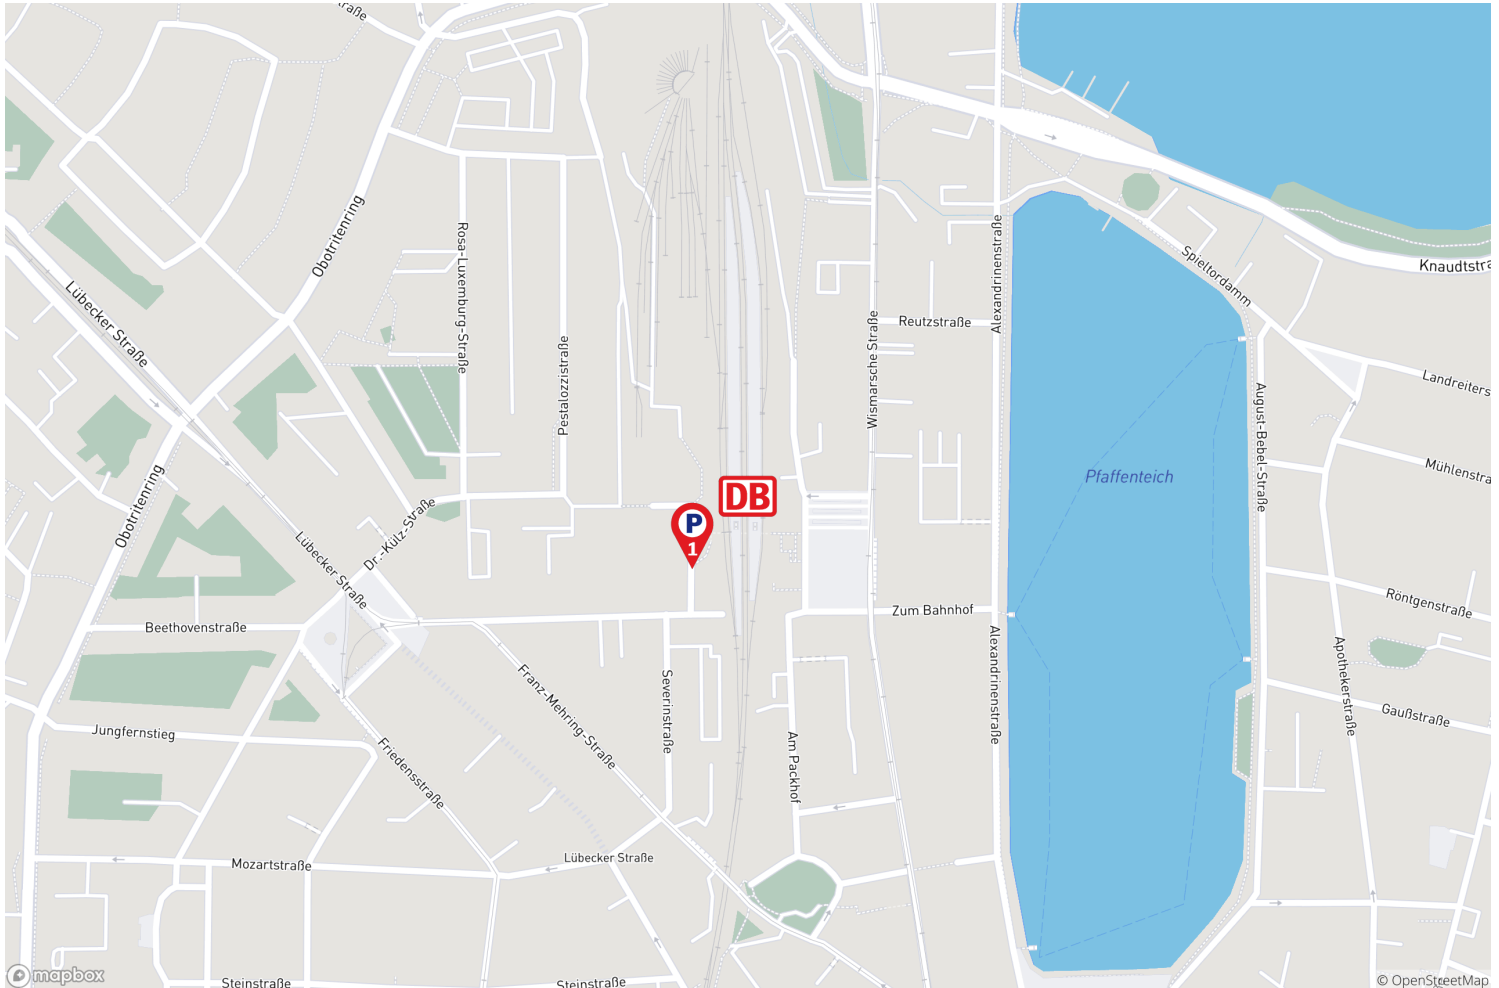 raße
Obotritenring
Rosa-Luxemburg-Straße
Alexandrinenstraße
Spieltordamm
Knaudtstra
Lübecker Straße
Reutzstraße
Wismarsche Straße
Pestalozzistraße
Landreiters
August-Bebel-Straße
Pfaffenteich
Mühlenstra
Obotritenring
Dr.-Külz-Straße
DB
P
1
Lübecker Straße
Zum Bahnhof
Röntgenstraße
Beethovenstraße
Alexandrinenstraße
Apothekerstraße
Severinstraße
Franz-Mehring-Straße
Gaußstraße
Jungfernstieg
Friedensstraße
Am Packhof
Mozartstraße
Lübecker Straße
mapbox
Steinstraße
Steinstraße
© OpenStreetMap